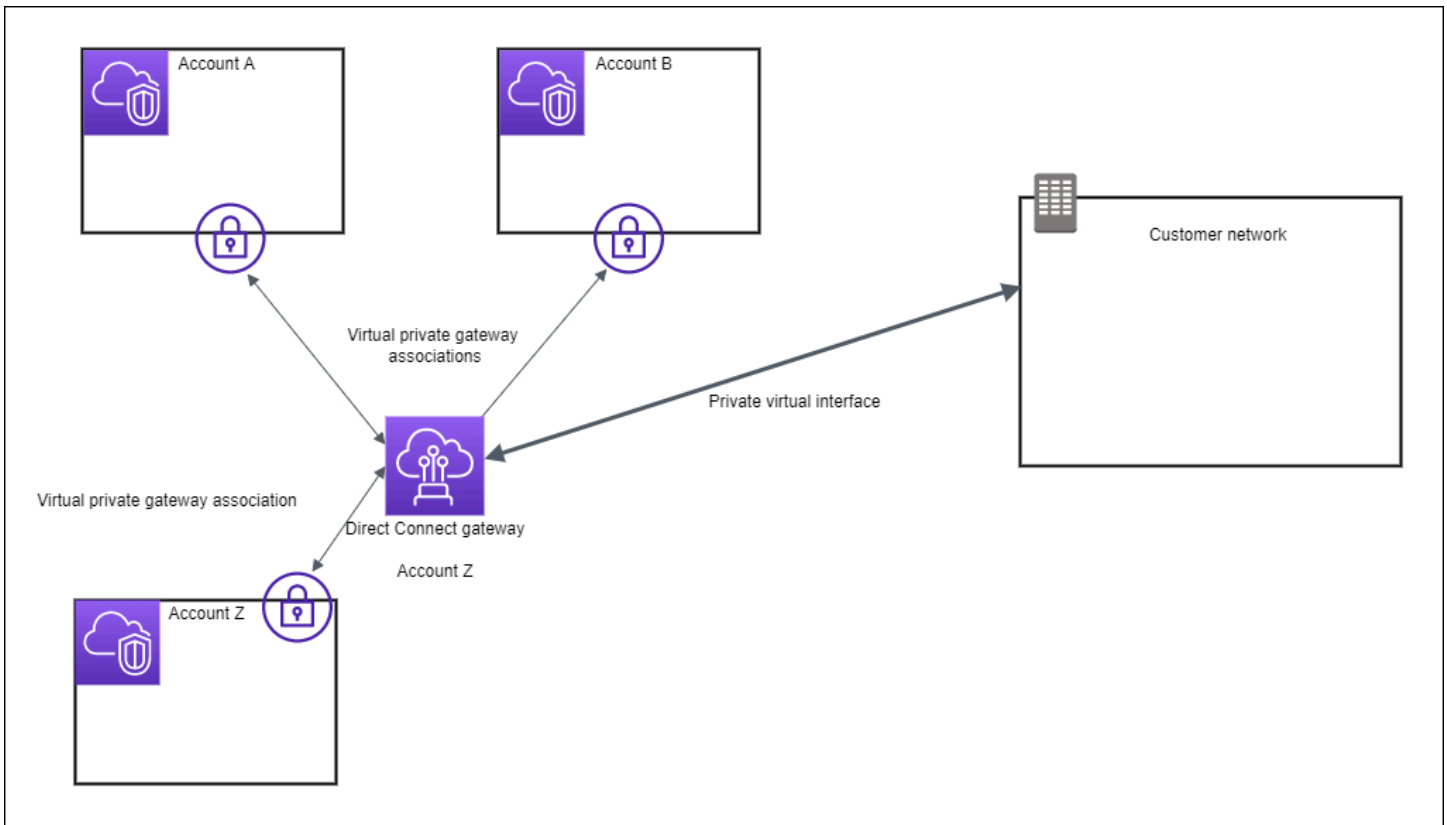 Account A
Account B
Customer network
Virtual private gateway
associations
Private virtual interface
Virtual private gateway association
Direct Connect gateway
Account Z
Account Z